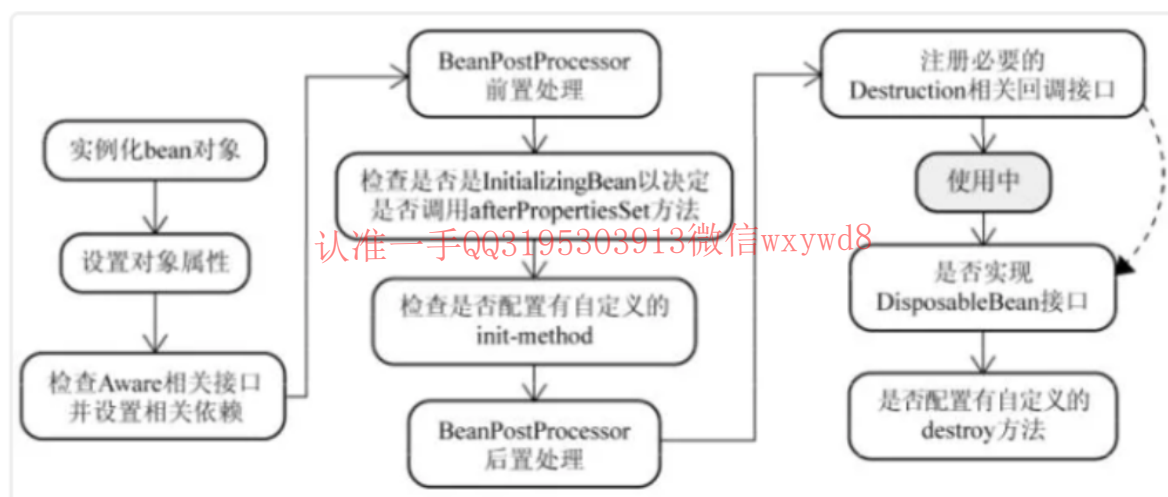 实例化bean对象
设置对象属性
检查Aware相关接口
并设置相关依赖
BeanPostProcessor
前置处理
检查是否是InitializingBean以决定
是否调用afterPropertiesSet方法
认准一手QQ3195303913微信wxywd8
检查是否配置有自定义的
init-method
BeanPostProcessor
后置处理
注册必要的
Destruction相关回调接口
使用中
是否实现
DisposableBean接口
是否配置有自定义的
destroy方法